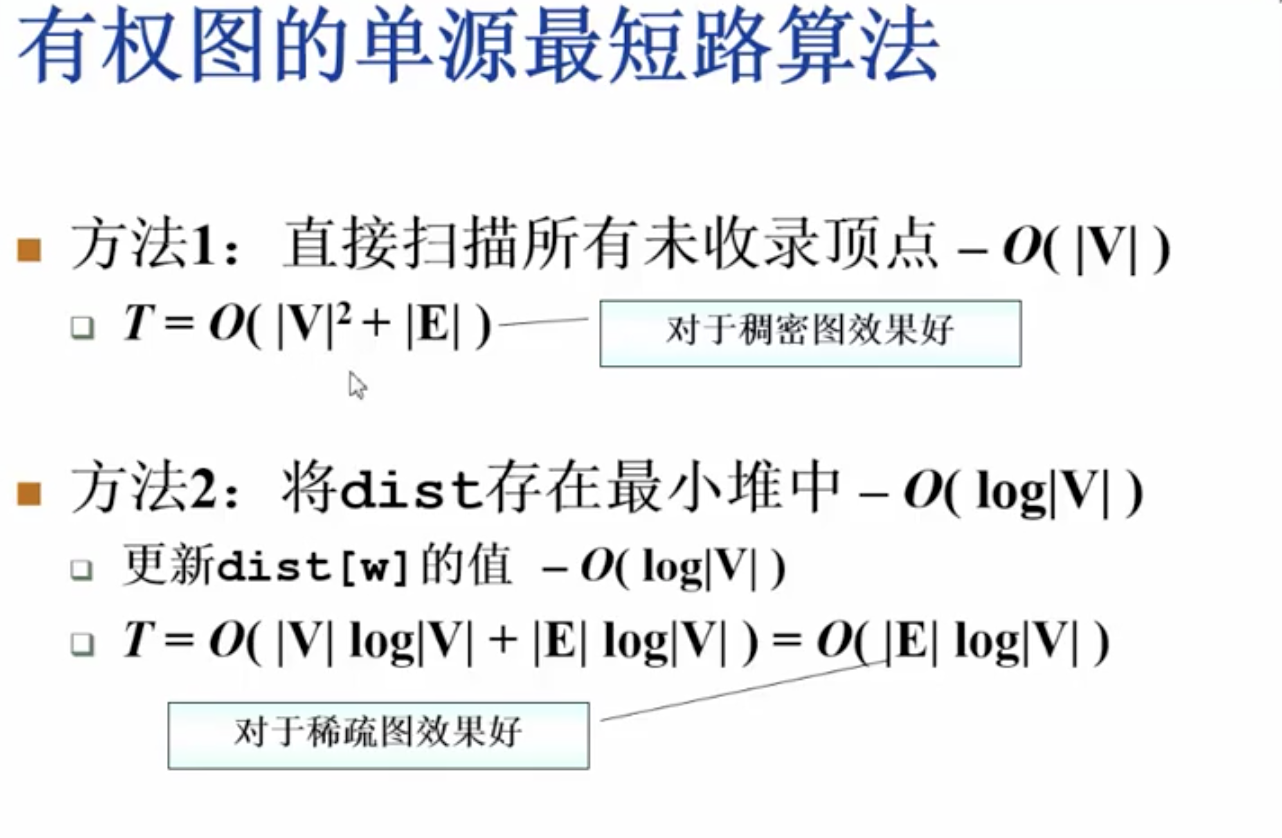 有权图的单源最短路算法
方法1：直接扫描所有未收录顶点 – O( |V| )
T = O( |V|² + |E| )
对于稠密图效果好
方法2：将dist存在最小堆中 – O( log|V| )
更新dist[w]的值 – O( log|V| )
T = O( |V| log|V| + |E| log|V| ) = O( |E| log|V| )
对于稀疏图效果好